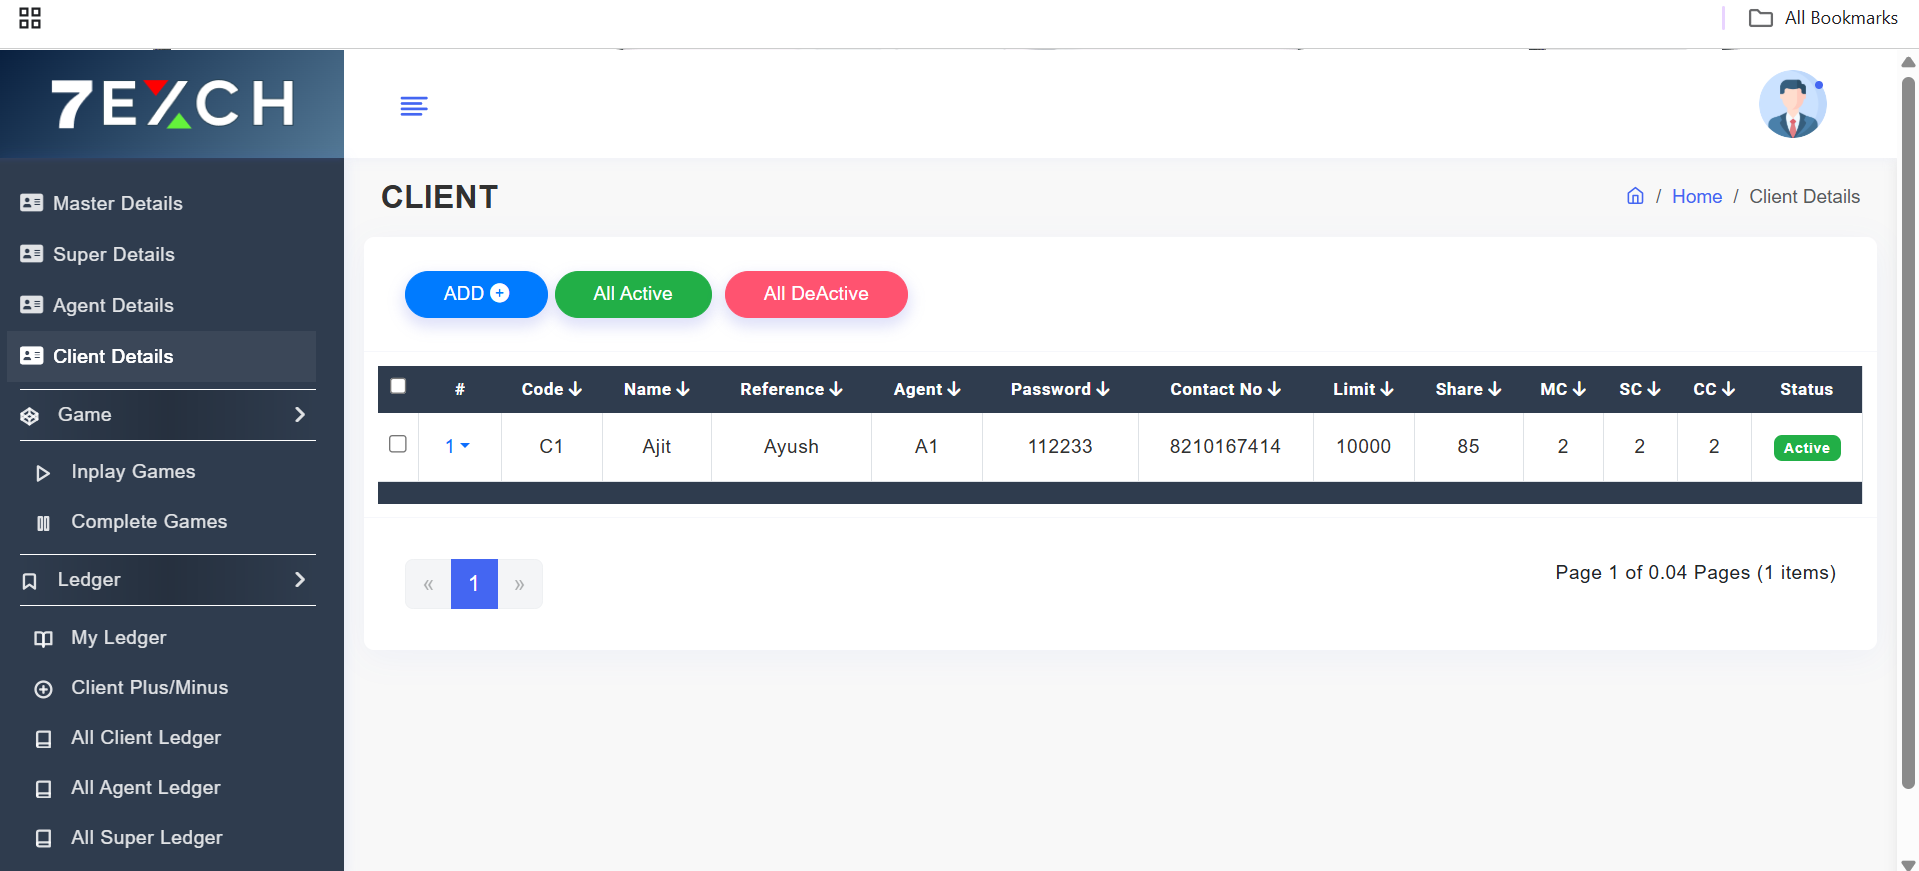 All Bookmarks
7EXCH
Master Details
Super Details
Agent Details
Client Details
Game
Inplay Games
Complete Games
Ledger
My Ledger
Client Plus/Minus
All Client Ledger
All Agent Ledger
All Super Ledger
CLIENT
/ Home / Client Details
ADD All Active All DeActive
# Code Name Reference Agent Password Contact No Limit Share MC SC CC Status
1 C1 Ajit Ayush A1 112233 8210167414 10000 85 2 2 2 Active
« 1 »
Page 1 of 0.04 Pages (1 items)